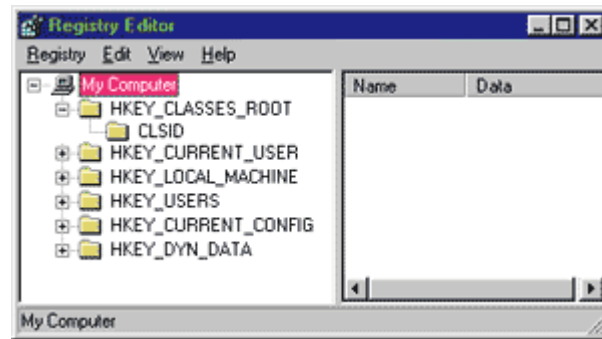 Registry Editor
Registry Edit View Help
My Computer
HKEY_CLASSES_ROOT
CLSID
HKEY_CURRENT_USER
HKEY_LOCAL_MACHINE
HKEY_USERS
HKEY_CURRENT_CONFIG
HKEY_DYN_DATA
Name Data
My Computer